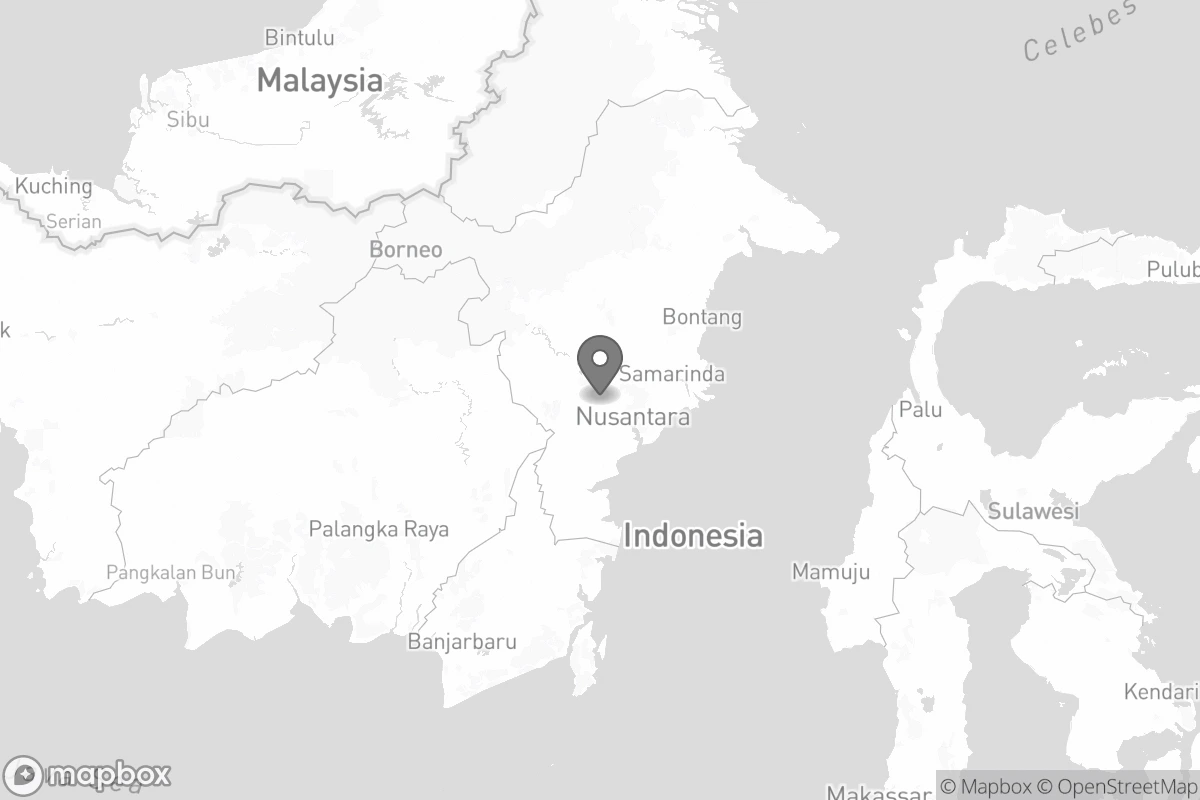 Celebes
Bintulu
Malaysia
Sibu
Kuching
Serian
Borneo
Pulub
Bontang
k
Samarinda
Palu
Nusantara
Sulawesi
Palangka Raya
Indonesia
Pangkalan Bun
Mamuju
Banjarbaru
Kendari
mapbox
Makassar
© Mapbox © OpenStreetMap